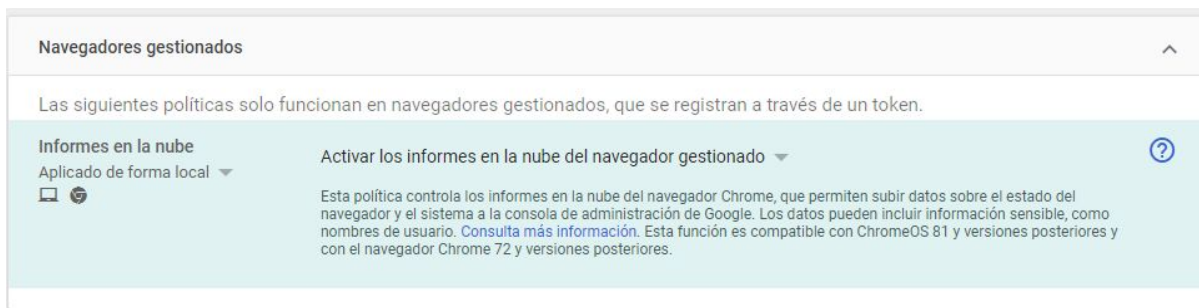 Navegadores gestionados
Las siguientes políticas solo funcionan en navegadores gestionados, que se registran a través de un token.
Informes en la nube
Aplicado de forma local
Activar los informes en la nube del navegador gestionado
Esta política controla los informes en la nube del navegador Chrome, que permiten subir datos sobre el estado del
navegador y el sistema a la consola de administración de Google. Los datos pueden incluir información sensible, como
nombres de usuario. Consulta más información. Esta función es compatible con ChromeOS 81 y versiones posteriores y
con el navegador Chrome 72 y versiones posteriores.